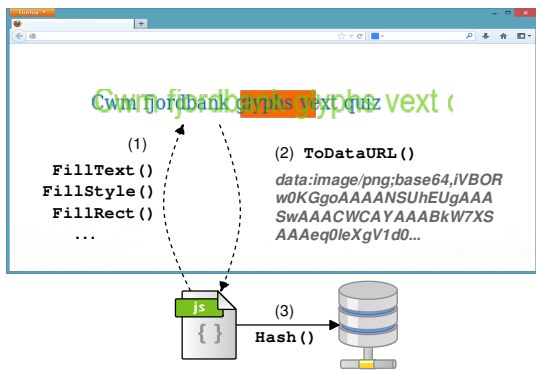 Firefox
Cwm fjordbank glyphs vext quiz
Cwm fjordbank glyphs vext q
(1)
FillText()
FillStyle()
FillRect()
...
(2) ToDataURL()
data:image/png;base64,iVBOR
w0KGgoAAAANSUhEUgAAA
SwAAACWCAYAAABkW7XS
AAAeq0leXgV1d0...
js
{ }
(3)
Hash()